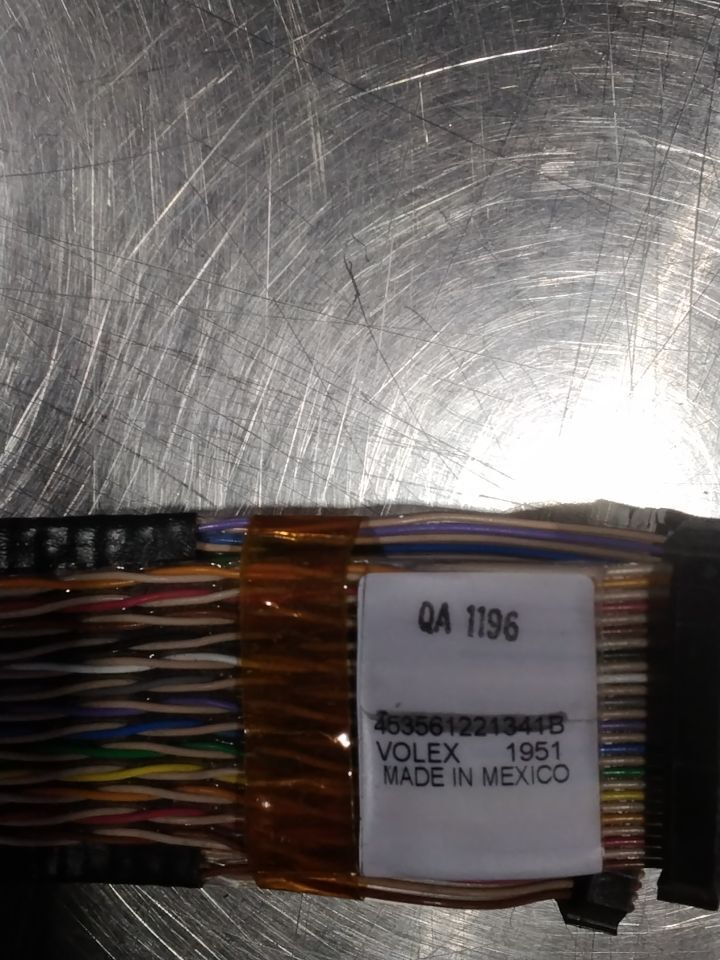 QA 1196
453561221341B
VOLEX 1951
MADE IN MEXICO